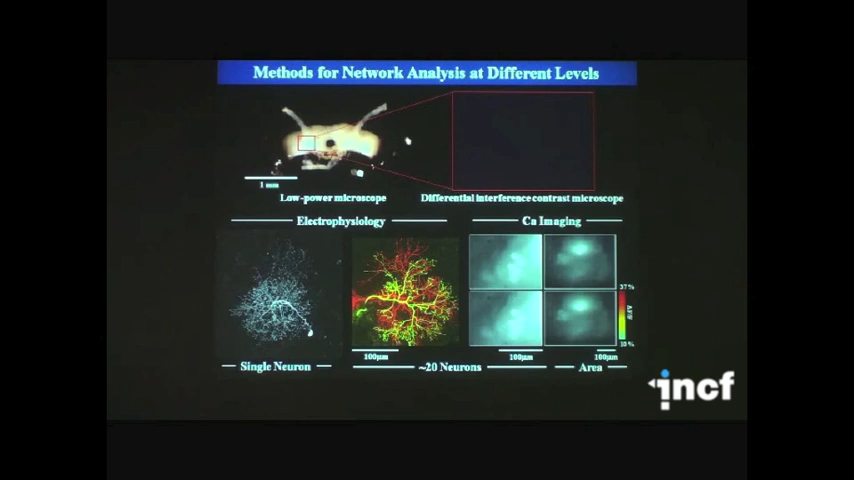 Methods for Network Analysis at Different Levels
1 mm
Low-power microscope
Differential interference contrast microscope
Electrophysiology
Ca Imaging
37 %
ΔF/F
10 %
100μm
100μm
100μm
Single Neuron
~20 Neurons
Area
incf